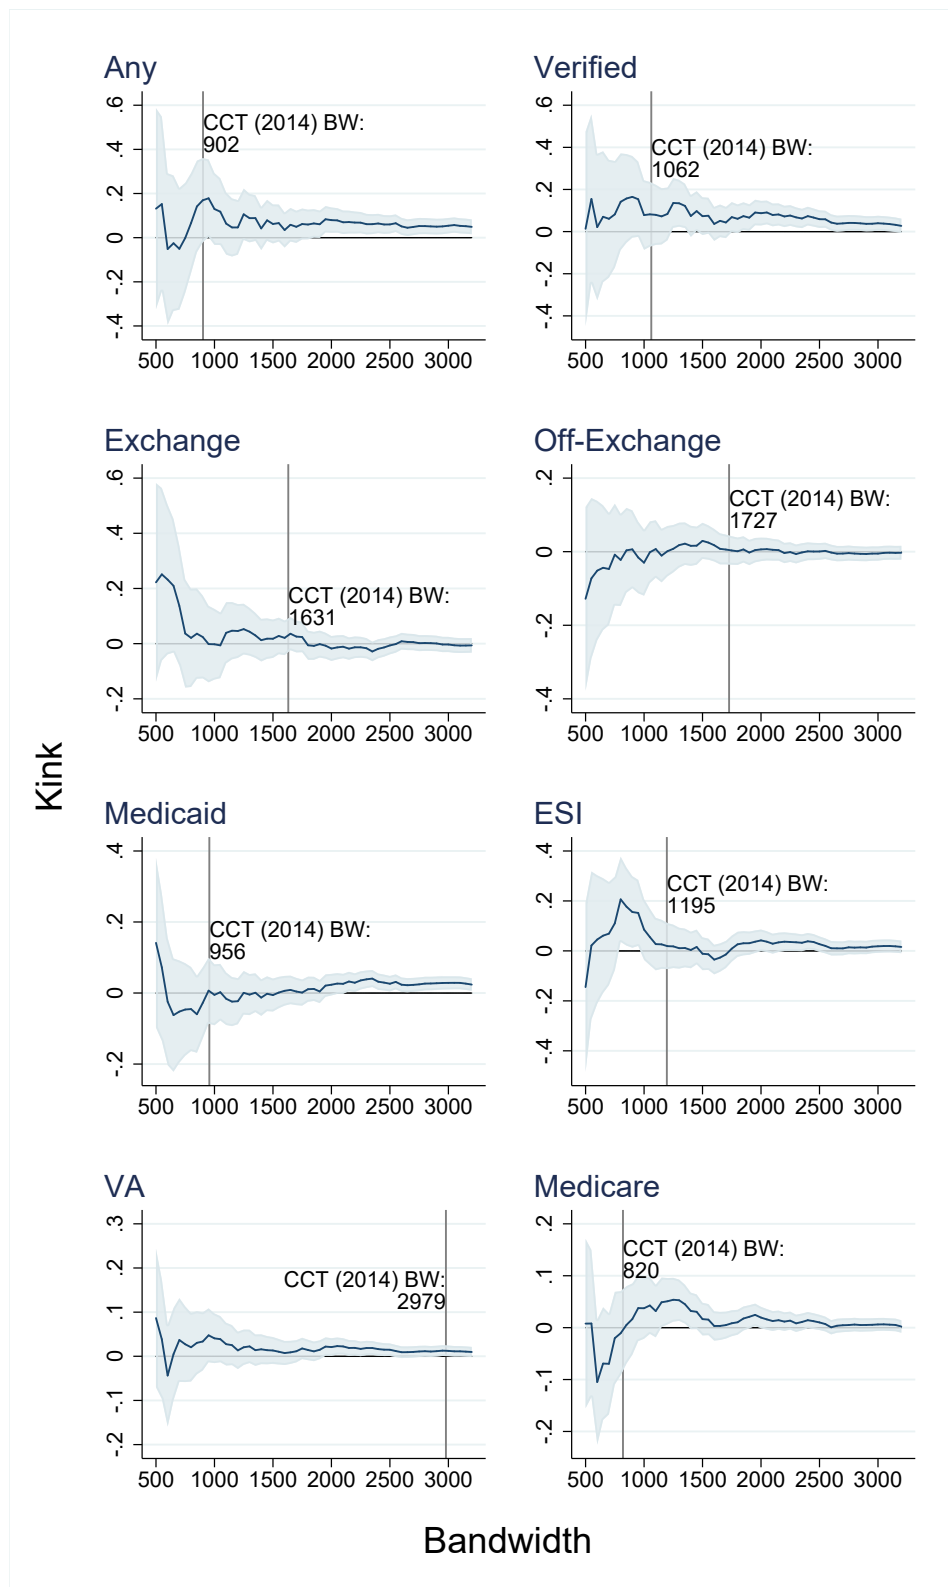 Any
.6
.4
.2
0
-.2
-.4
CCT (2014) BW:
902
500 1000 1500 2000 2500 3000
Verified
.6
.4
.2
0
-.2
-.4
CCT (2014) BW:
1062
500 1000 1500 2000 2500 3000
Exchange
.6
.4
.2
0
-.2
CCT (2014) BW:
1631
500 1000 1500 2000 2500 3000
Off-Exchange
.2
0
-.2
-.4
CCT (2014) BW:
1727
500 1000 1500 2000 2500 3000
Kink
Medicaid
.4
.2
0
-.2
CCT (2014) BW:
956
500 1000 1500 2000 2500 3000
ESI
.4
.2
0
-.2
-.4
CCT (2014) BW:
1195
500 1000 1500 2000 2500 3000
VA
.3
.2
.1
0
-.1
-.2
CCT (2014) BW:
2979
500 1000 1500 2000 2500 3000
Medicare
.2
.1
0
-.1
-.2
CCT (2014) BW:
820
500 1000 1500 2000 2500 3000
Bandwidth